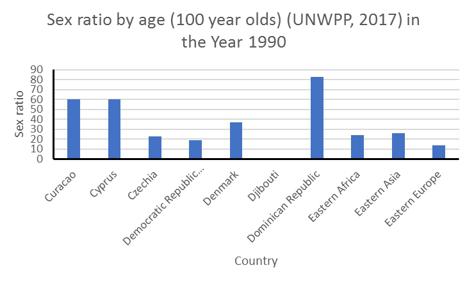 Sex ratio by age (100 year olds) (UNWPP, 2017) in
the Year 1990
90
80
70
60
50
40
30
20
10
0
Sex ratio
Curacao
Cyprus
Czechia
Democratic Republic...
Denmark
Djibouti
Dominican Republic
Eastern Africa
Eastern Asia
Eastern Europe
Country